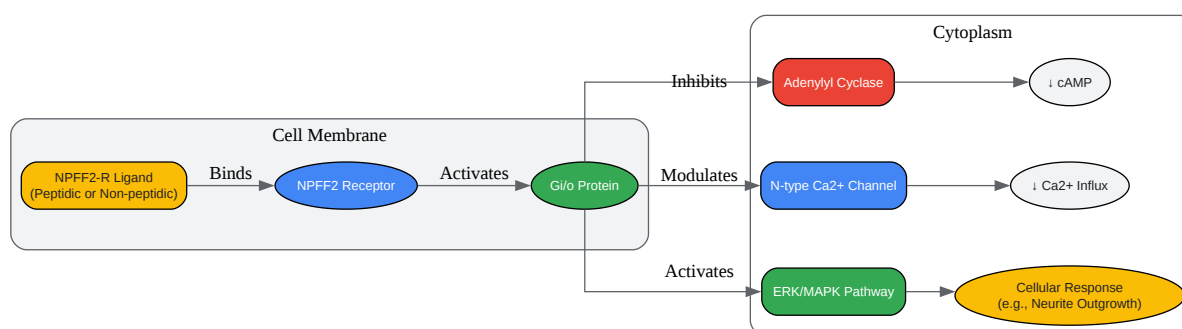 Cytoplasm
Inhibits
Adenylyl Cyclase
↓ cAMP
Cell Membrane
NPFF2-R Ligand
(Peptidic or Non-peptidic)
Binds
NPFF2 Receptor
Activates
Gi/o Protein
Modulates
N-type Ca2+ Channel
↓ Ca2+ Influx
Activates
ERK/MAPK Pathway
Cellular Response
(e.g., Neurite Outgrowth)